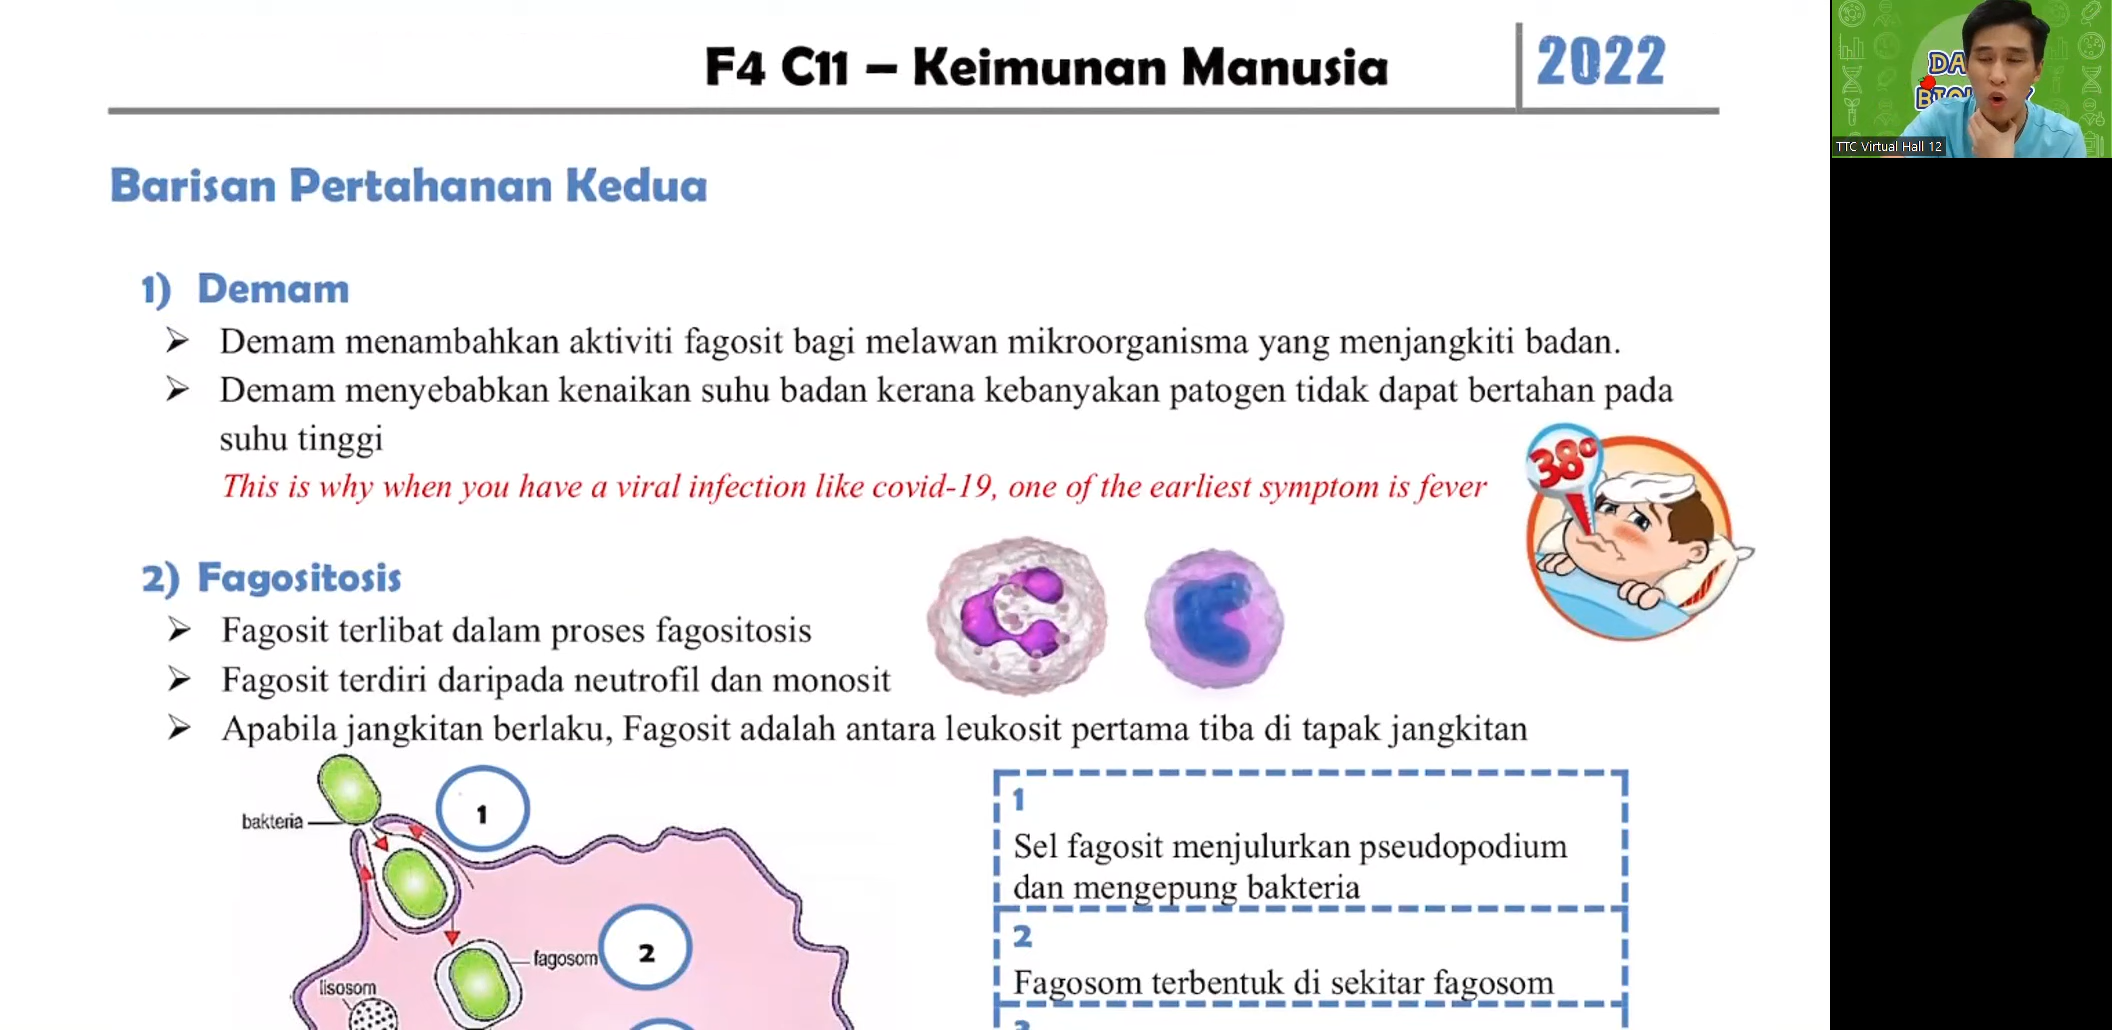 F4 C11 – Keimunan Manusia
2022
Barisan Pertahanan Kedua
1) Demam
➢ Demam menambahkan aktiviti fagosit bagi melawan mikroorganisma yang menjangkiti badan.
➢ Demam menyebabkan kenaikan suhu badan kerana kebanyakan patogen tidak dapat bertahan pada
suhu tinggi
This is why when you have a viral infection like covid-19, one of the earliest symptom is fever
38°
2) Fagositosis
➢ Fagosit terlibat dalam proses fagositosis
➢ Fagosit terdiri daripada neutrofil dan monosit
➢ Apabila jangkitan berlaku, Fagosit adalah antara leukosit pertama tiba di tapak jangkitan
bakteria
1
fagosom
2
lisosom
1
Sel fagosit menjulurkan pseudopodium
dan mengepung bakteria
2
Fagosom terbentuk di sekitar fagosom
TTC Virtual Hall 12